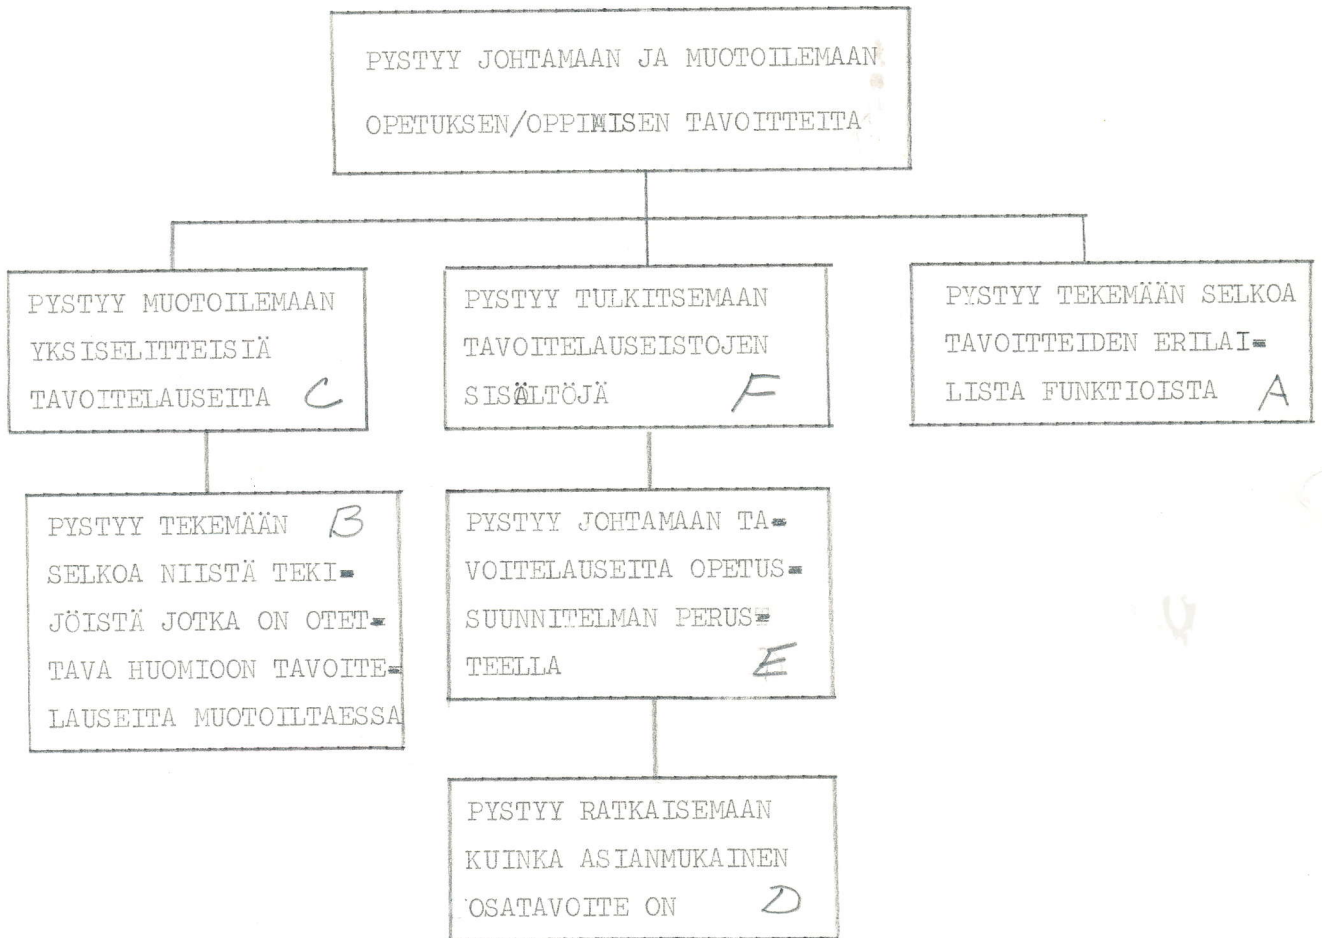 PYSTYY JOHTAMAAN JA MUOTOILEMAAN
OPETUKSEN/OPPIMISEN TAVOITTEITA
PYSTYY MUOTOILEMAAN
YKSISELITTEISIÄ
TAVOITELAUSEITA C
PYSTYY TULKITSEMAAN
TAVOITELAUSEISTOJEN
SISÄLTÖJÄ F
PYSTYY TEKEMÄÄN SELKOA
TAVOITTEIDEN ERILAI-
LISTA FUNKTIOISTA A
PYSTYY TEKEMÄÄN B
SELKOA NIISTÄ TEKI-
JÖISTÄ JOTKA ON OTET-
TAVA HUOMIOON TAVOITE-
LAUSEITA MUOTOILTAESSA
PYSTYY JOHTAMAAN TA-
VOITELAUSEITA OPETUS-
SUUNNITELMAN PERUS-
TEELLA E
PYSTYY RATKAISEMAAN
KUINKA ASIANMUKAINEN
OSATAVOITE ON D